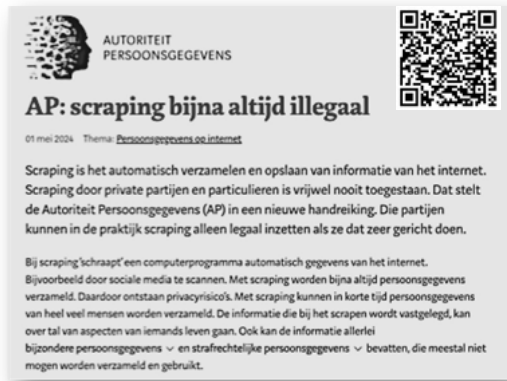 AUTORITEIT
PERSOONSGEGEVENS
AP: scraping bijna altijd illegaal
01 mei 2024 Thema: Persoonsgegevens op internet
Scraping is het automatisch verzamelen en opslaan van informatie van het internet.
Scraping door private partijen en particulieren is vrijwel nooit toegestaan. Dat stelt
de Autoriteit Persoonsgegevens (AP) in een nieuwe handreiking. Die partijen
kunnen in de praktijk scraping alleen legaal inzetten als ze dat zeer gericht doen.
Bij scraping 'schraapt' een computerprogramma automatisch gegevens van het internet.
Bijvoorbeeld door sociale media te scannen. Met scraping worden bijna altijd persoonsgegevens
verzameld. Daardoor ontstaan privacyrisico's. Met scraping kunnen in korte tijd persoonsgegevens
van heel veel mensen worden verzameld. De informatie die bij het scrapen wordt vastgelegd, kan
over tal van aspecten van iemands leven gaan. Ook kan de informatie allerlei
bijzondere persoonsgegevens en strafrechtelijke persoonsgegevens bevatten, die meestal niet
mogen worden verzameld en gebruikt.